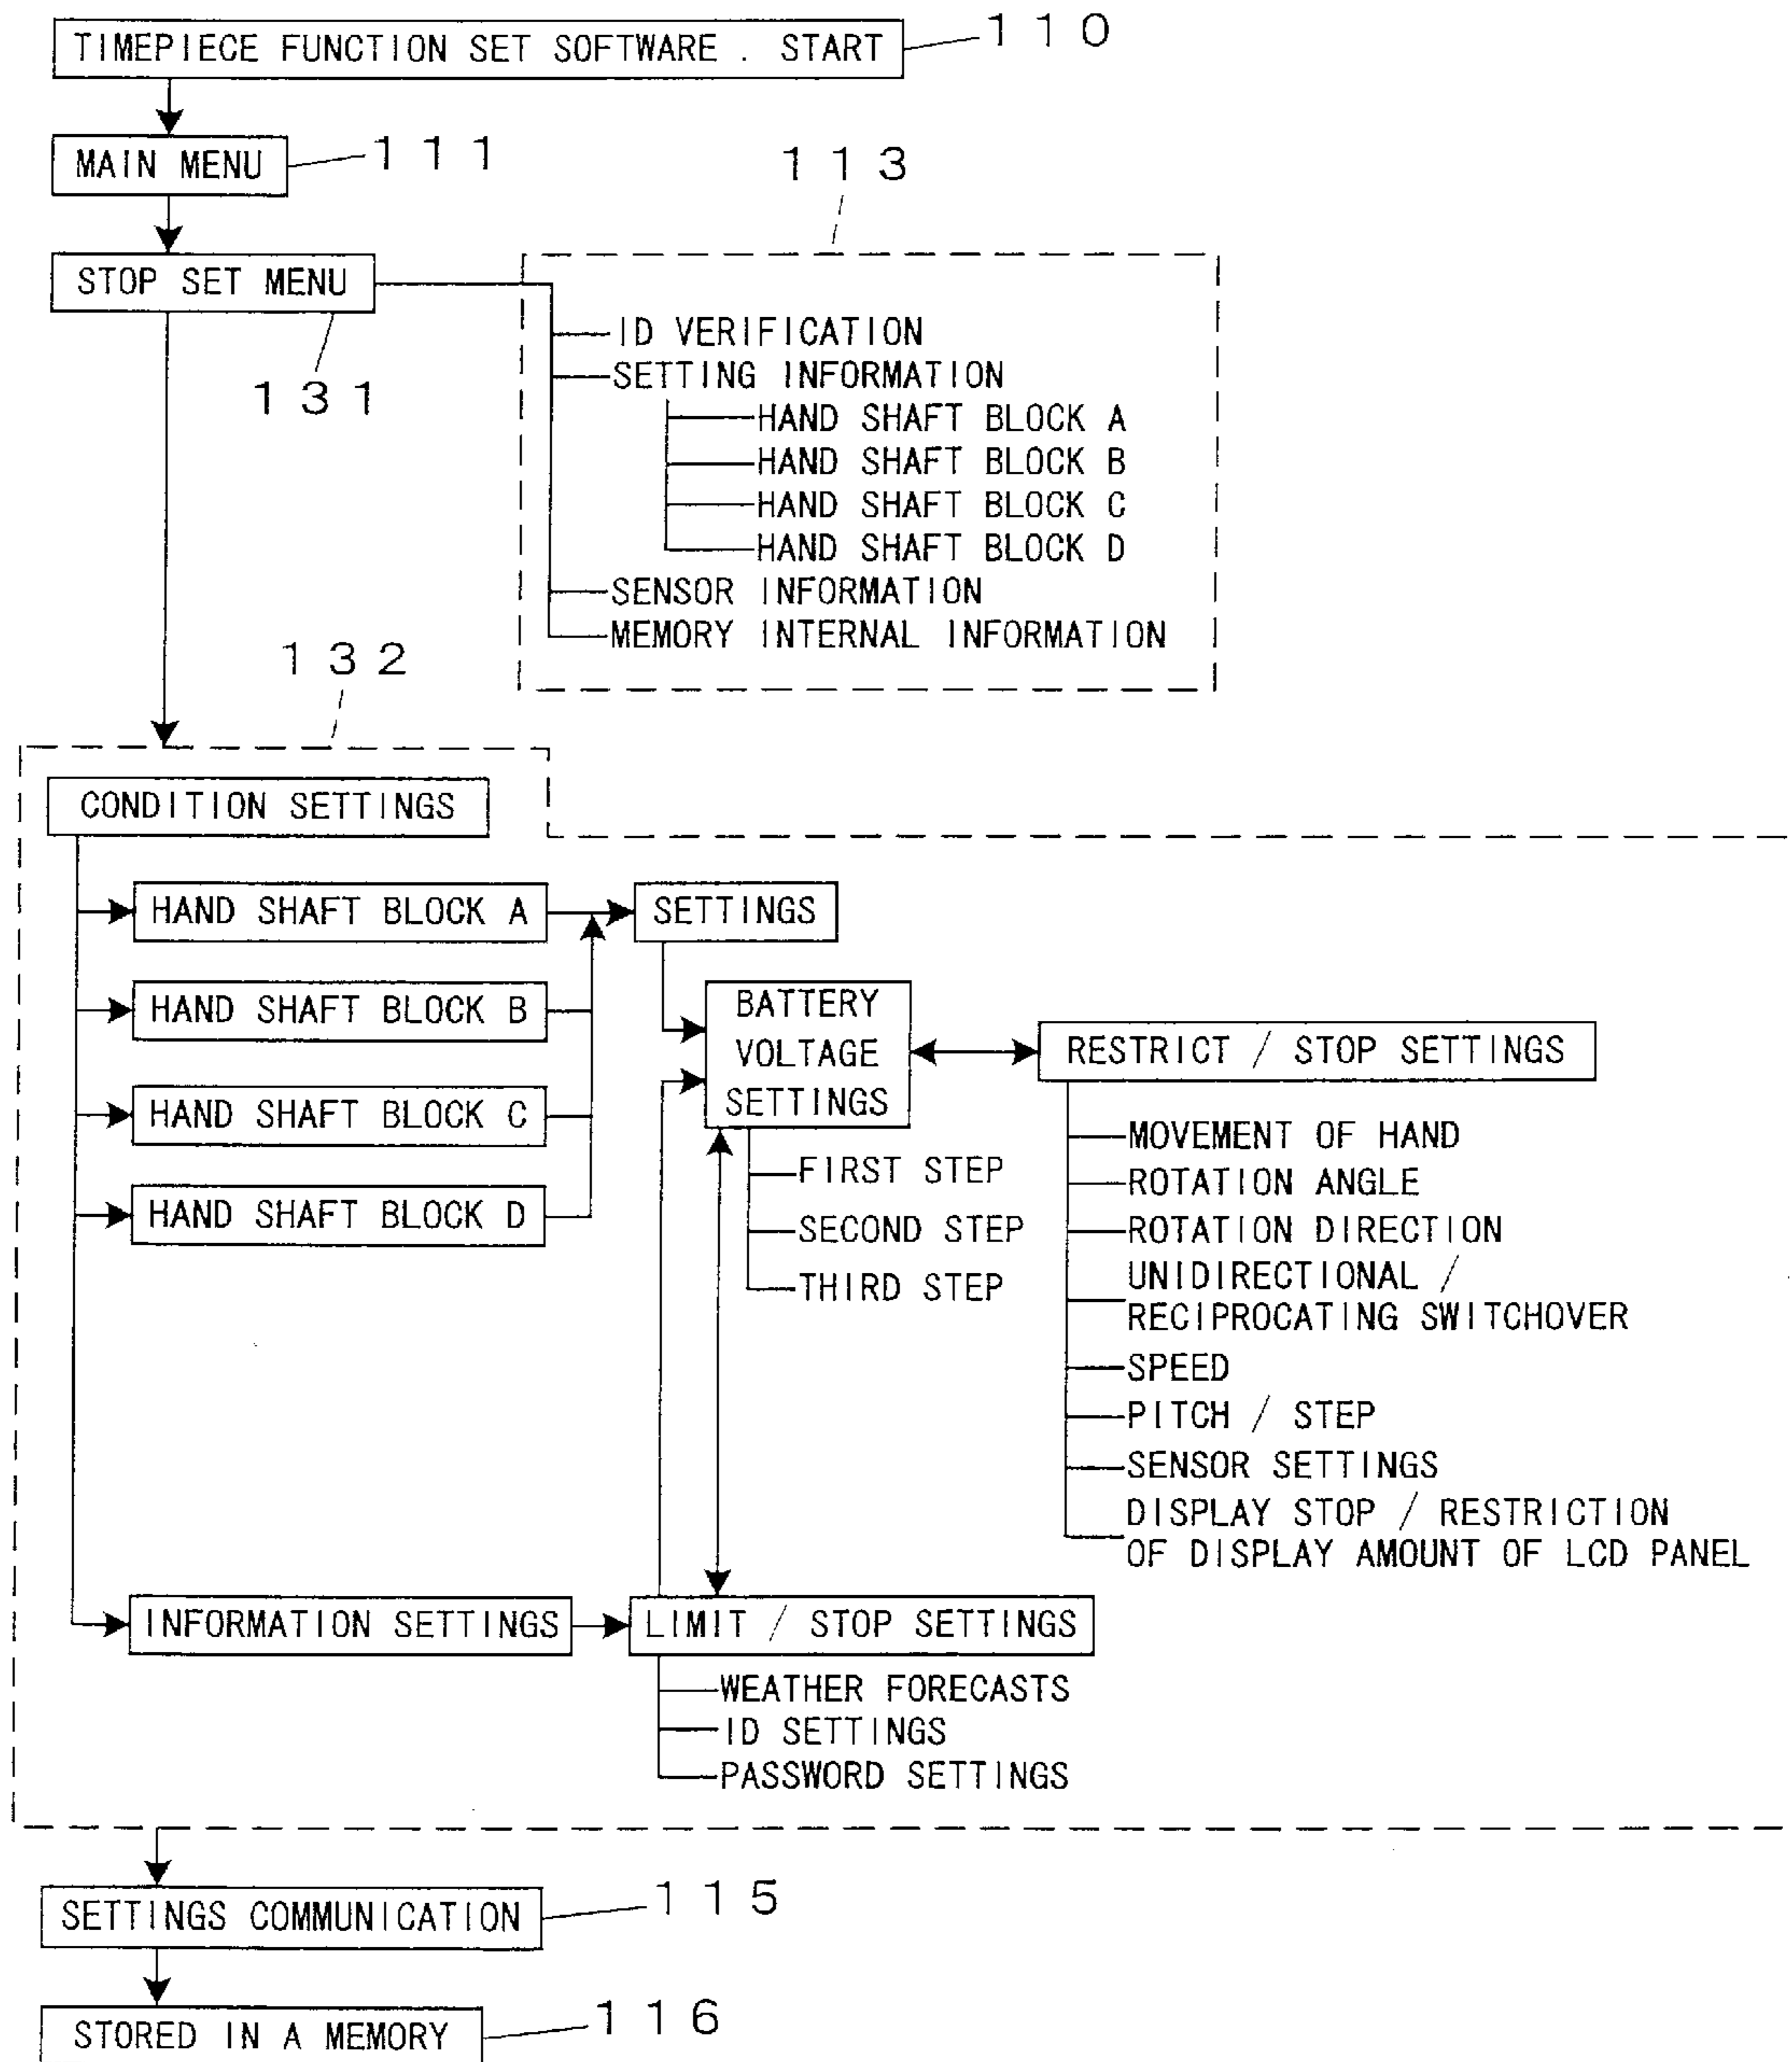 TIMEPIECE FUNCTION SET SOFTWARE . START
110
MAIN MENU
111
113
STOP SET MENU
131
ID VERIFICATION
SETTING INFORMATION
HAND SHAFT BLOCK A
HAND SHAFT BLOCK B
HAND SHAFT BLOCK C
HAND SHAFT BLOCK D
SENSOR INFORMATION
MEMORY INTERNAL INFORMATION
132
CONDITION SETTINGS
HAND SHAFT BLOCK A
HAND SHAFT BLOCK B
HAND SHAFT BLOCK C
HAND SHAFT BLOCK D
SETTINGS
BATTERY
VOLTAGE
SETTINGS
FIRST STEP
SECOND STEP
THIRD STEP
RESTRICT / STOP SETTINGS
MOVEMENT OF HAND
ROTATION ANGLE
ROTATION DIRECTION
UNIDIRECTIONAL /
RECIPROCATING SWITCHOVER
SPEED
PITCH / STEP
SENSOR SETTINGS
DISPLAY STOP / RESTRICTION
OF DISPLAY AMOUNT OF LCD PANEL
INFORMATION SETTINGS
LIMIT / STOP SETTINGS
WEATHER FORECASTS
ID SETTINGS
PASSWORD SETTINGS
SETTINGS COMMUNICATION
115
STORED IN A MEMORY
116